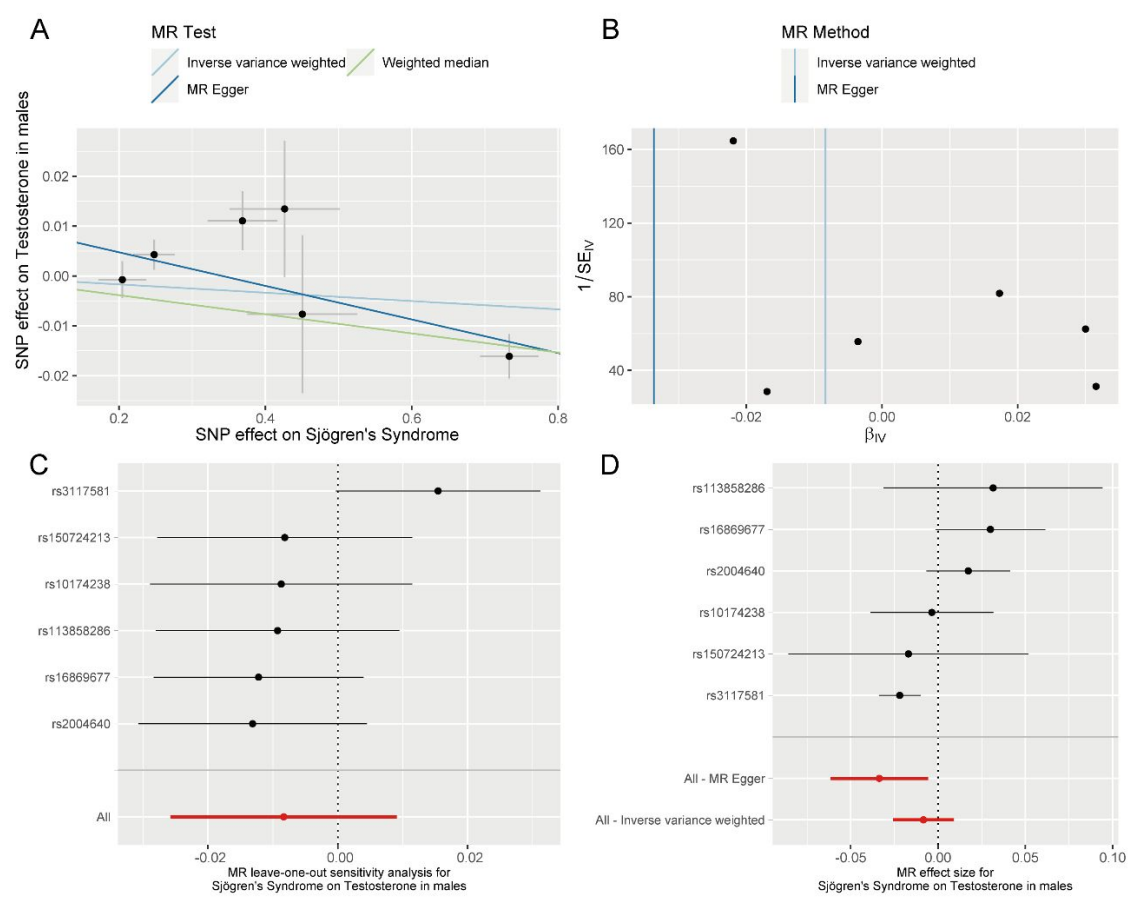 A
MR Test
Inverse variance weighted
Weighted median
MR Egger
SNP effect on Testosterone in males
0.02
0.01
0.00
-0.01
-0.02
0.2
0.4
0.6
0.8
SNP effect on Sjögren's Syndrome
B
MR Method
Inverse variance weighted
MR Egger
1/SE_IV
160
120
80
40
-0.02
0.00
0.02
β_IV
C
rs3117581
rs150724213
rs10174238
rs113858286
rs16869677
rs2004640
All
-0.02
0.00
0.02
MR leave-one-out sensitivity analysis for
Sjögren's Syndrome on Testosterone in males
D
rs113858286
rs16869677
rs2004640
rs10174238
rs150724213
rs3117581
All - MR Egger
All - Inverse variance weighted
-0.05
0.00
0.05
0.10
MR effect size for
Sjögren's Syndrome on Testosterone in males